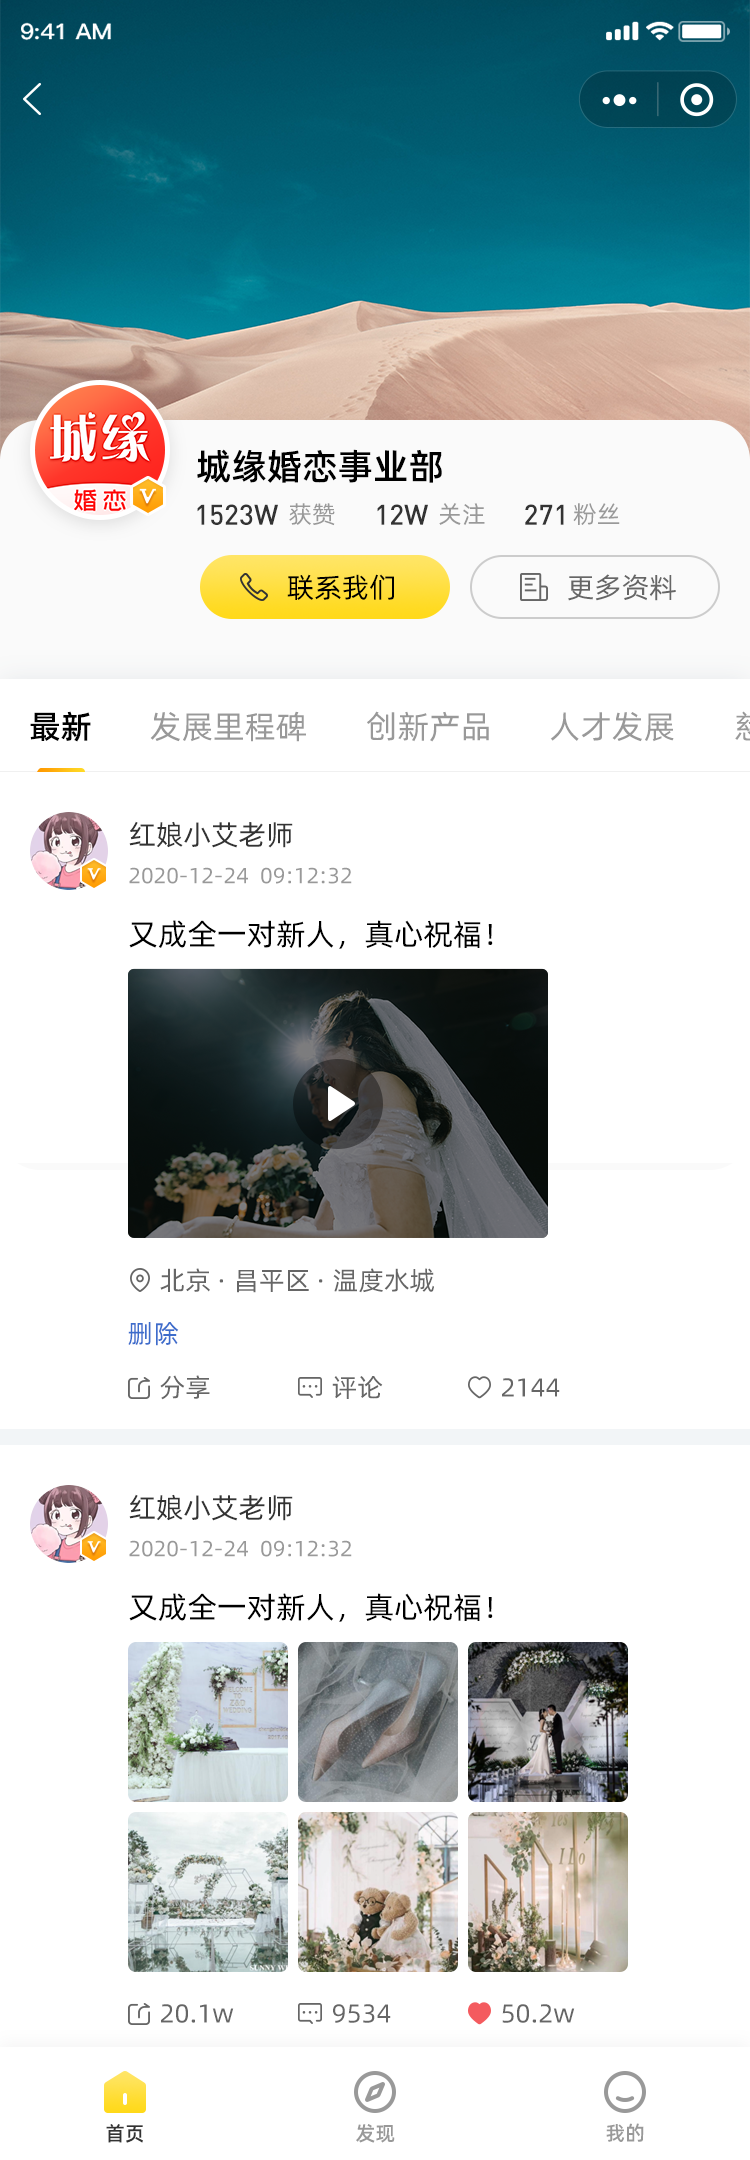 9:41 AM
城缘
婚恋
V
城缘婚恋事业部
1523W 获赞 12W 关注 271 粉丝
联系我们 更多资料
最新 发展里程碑 创新产品 人才发展
V
红娘小艾老师
2020-12-24 09:12:32
又成全一对新人，真心祝福！
北京 · 昌平区 · 温度水城
删除
分享 评论 2144
V
红娘小艾老师
2020-12-24 09:12:32
又成全一对新人，真心祝福！
20.1w 9534 50.2w
首页 发现 我的